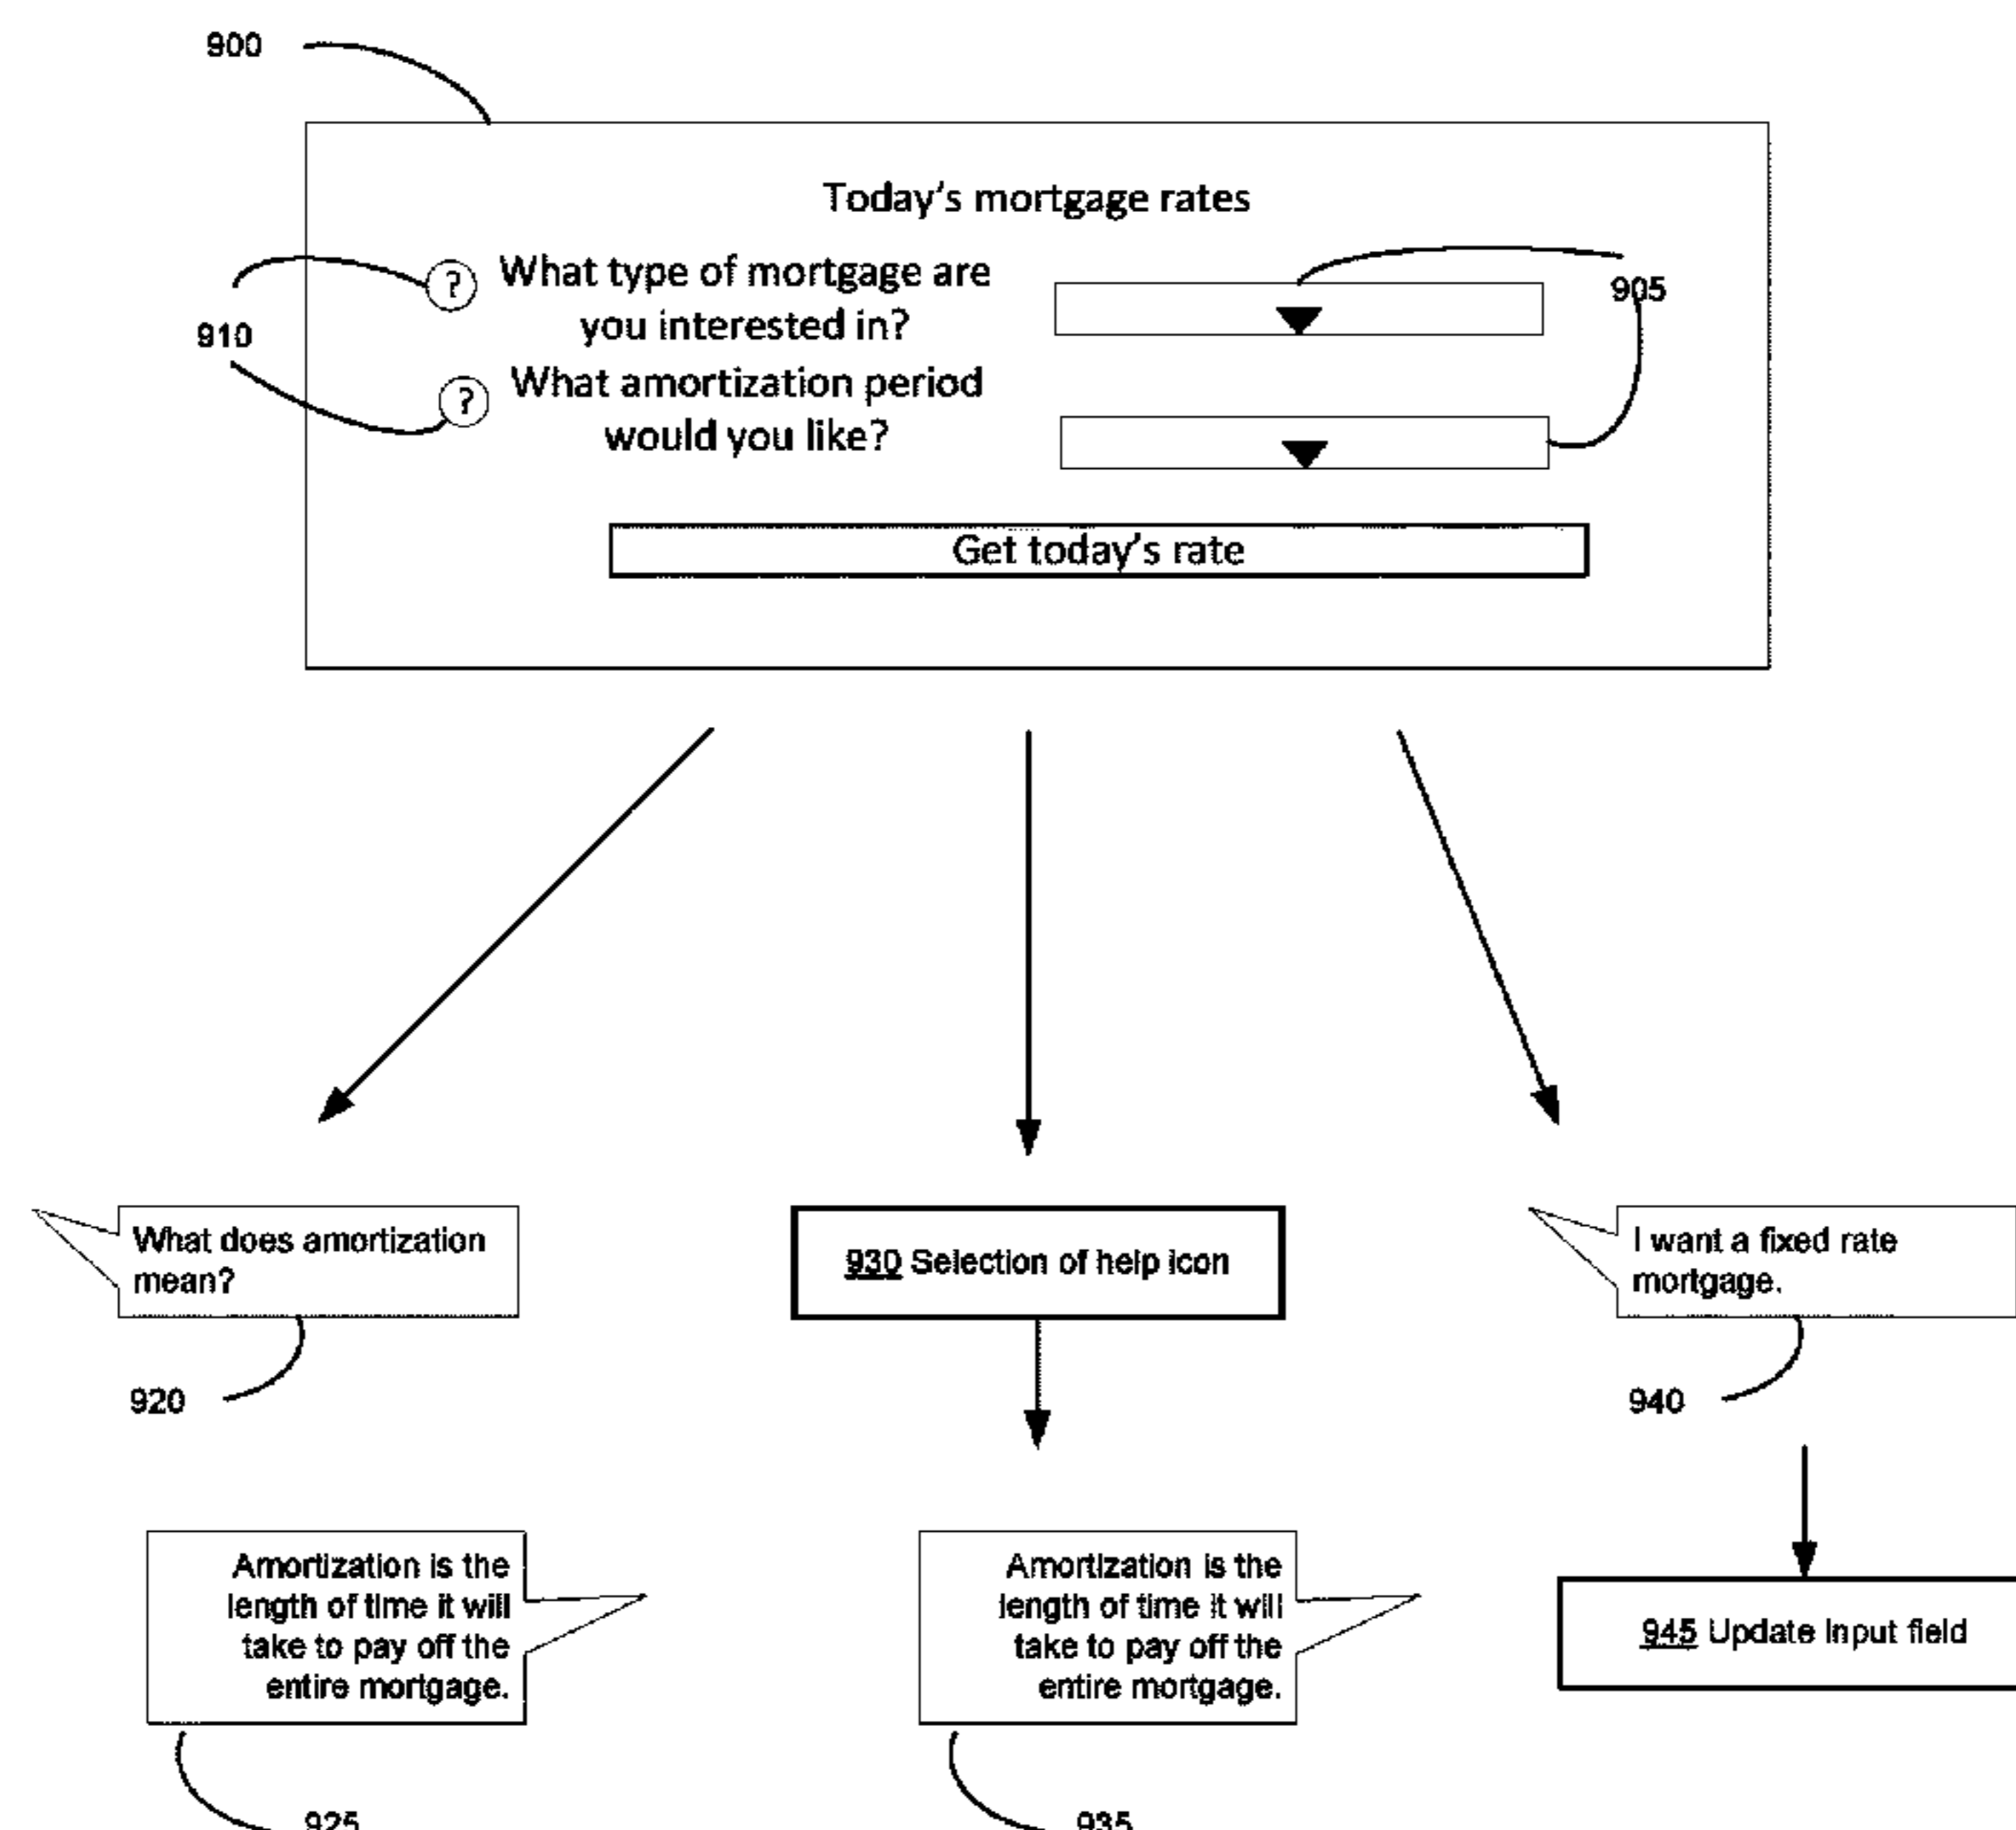 900
Today's mortgage rates
? What type of mortgage are
you interested in?
905
910
? What amortization period
would you like?
Get today's rate
What does amortization
mean?
920
930 Selection of help icon
I want a fixed rate
mortgage.
940
Amortization is the
length of time it will
take to pay off the
entire mortgage.
925
Amortization is the
length of time it will
take to pay off the
entire mortgage.
935
945 Update Input field